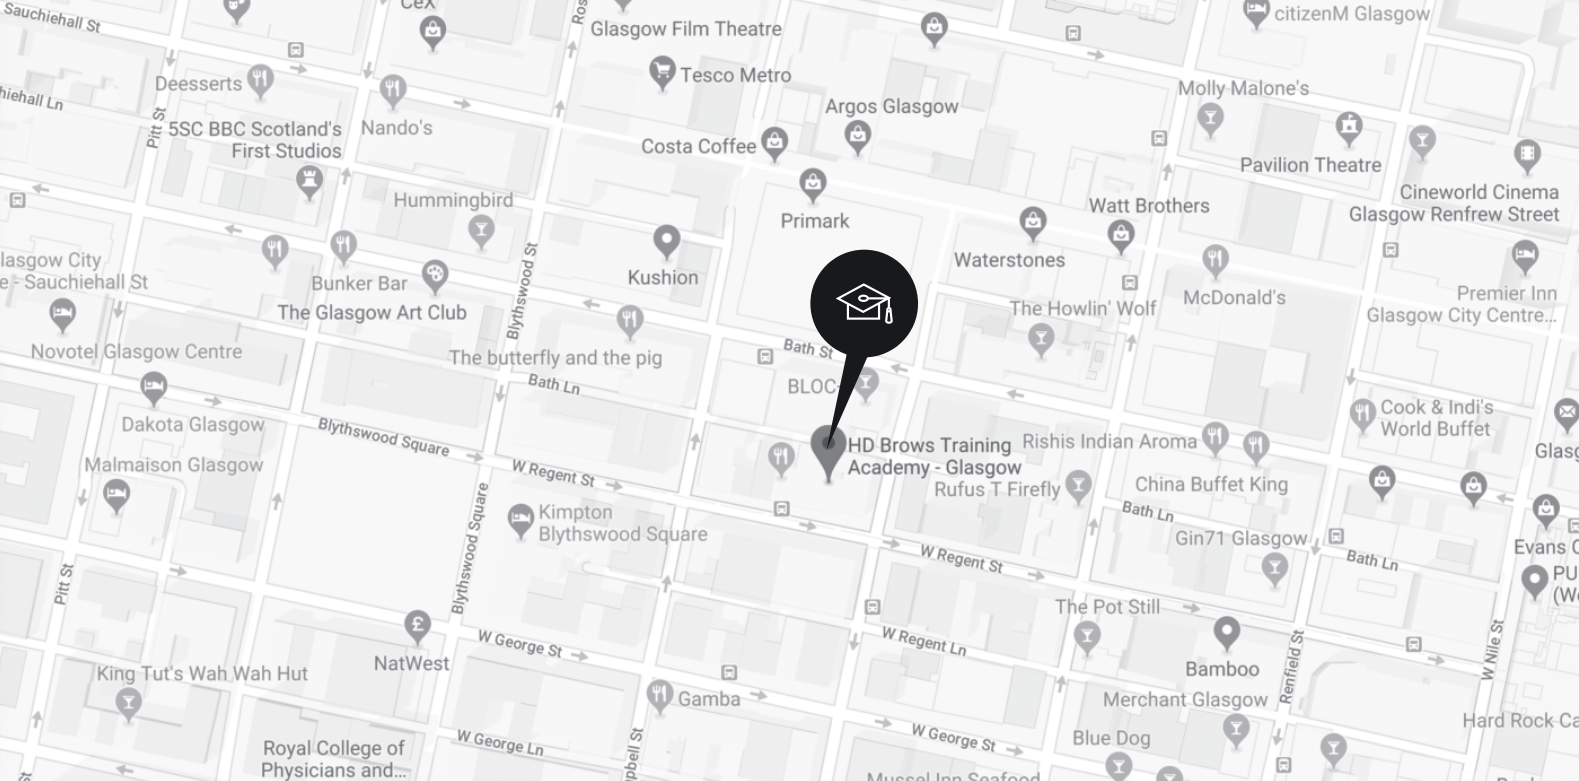 Sauchiehall St
CeX
Ros
Glasgow Film Theatre
citizenM Glasgow
Tesco Metro
Deesserts
Molly Malone's
hiehall Ln
Pitt St
Argos Glasgow
5SC BBC Scotland's
First Studios
Nando's
Costa Coffee
Pavilion Theatre
Cineworld Cinema
Glasgow Renfrew Street
Hummingbird
Primark
Watt Brothers
lasgow City
e - Sauchiehall St
Bunker Bar
The Glasgow Art Club
Blythswood St
Kushion
Waterstones
McDonald's
Premier Inn
Glasgow City Centre...
The Howlin' Wolf
Novotel Glasgow Centre
The butterfly and the pig
Bath St
Bath Ln
BLOC+
Dakota Glasgow
Cook & Indi's
World Buffet
Blythswood Square
HD Brows Training
Academy - Glasgow
Rishis Indian Aroma
Glasg
Malmaison Glasgow
W Regent St
Rufus T Firefly
China Buffet King
Kimpton
Blythswood Square
Blythswood Square
Bath Ln
Gin71 Glasgow
W Regent St
Bath Ln
Evans C
PU
(We
Pitt St
The Pot Still
W George St
W Regent Ln
NatWest
Bamboo
Renfield St
W Nile St
King Tut's Wah Wah Hut
Gamba
Merchant Glasgow
Hard Rock Ca
Royal College of
Physicians and...
W George Ln
pbell St
W George St
Blue Dog
Mussel Inn Seafood